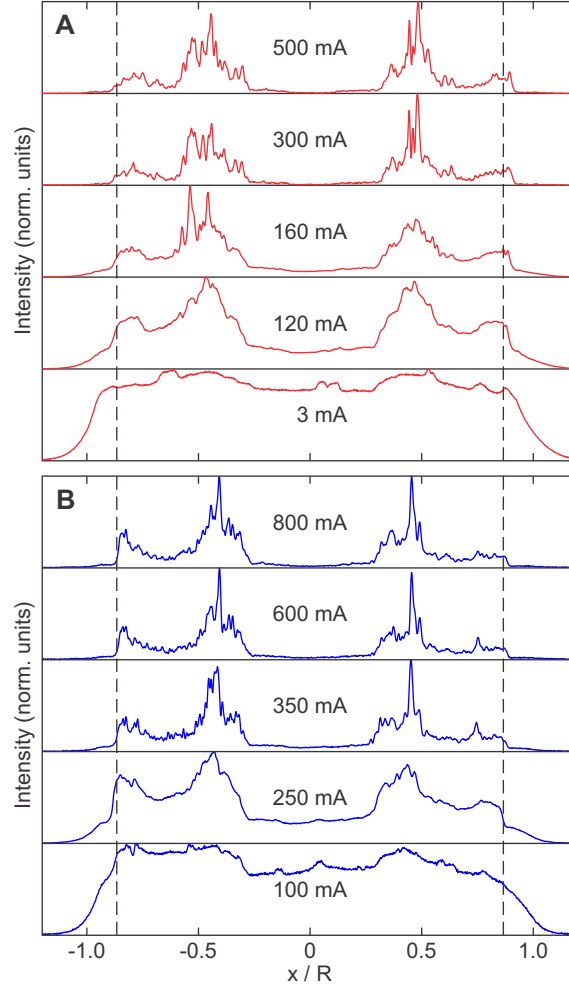 A
500 mA
300 mA
160 mA
120 mA
3 mA
Intensity (norm. units)
B
800 mA
600 mA
350 mA
250 mA
100 mA
Intensity (norm. units)
-1.0 -0.5 0 0.5 1.0
x / R